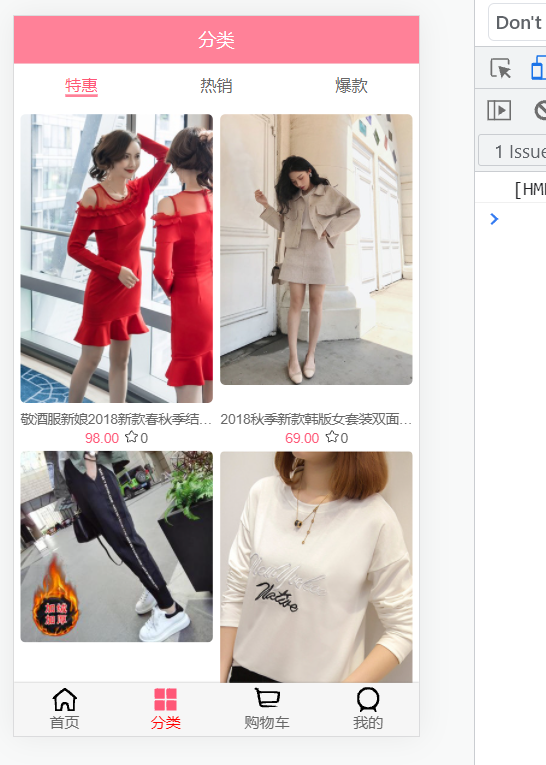 分类
特惠 热销 爆款
敬酒服新娘2018新款春秋季结...
98.00 0
2018秋季新款韩版女套装双面...
69.00 0
加绒
加厚
Native
首页 分类 购物车 我的
Don't
1 Issue
[HM